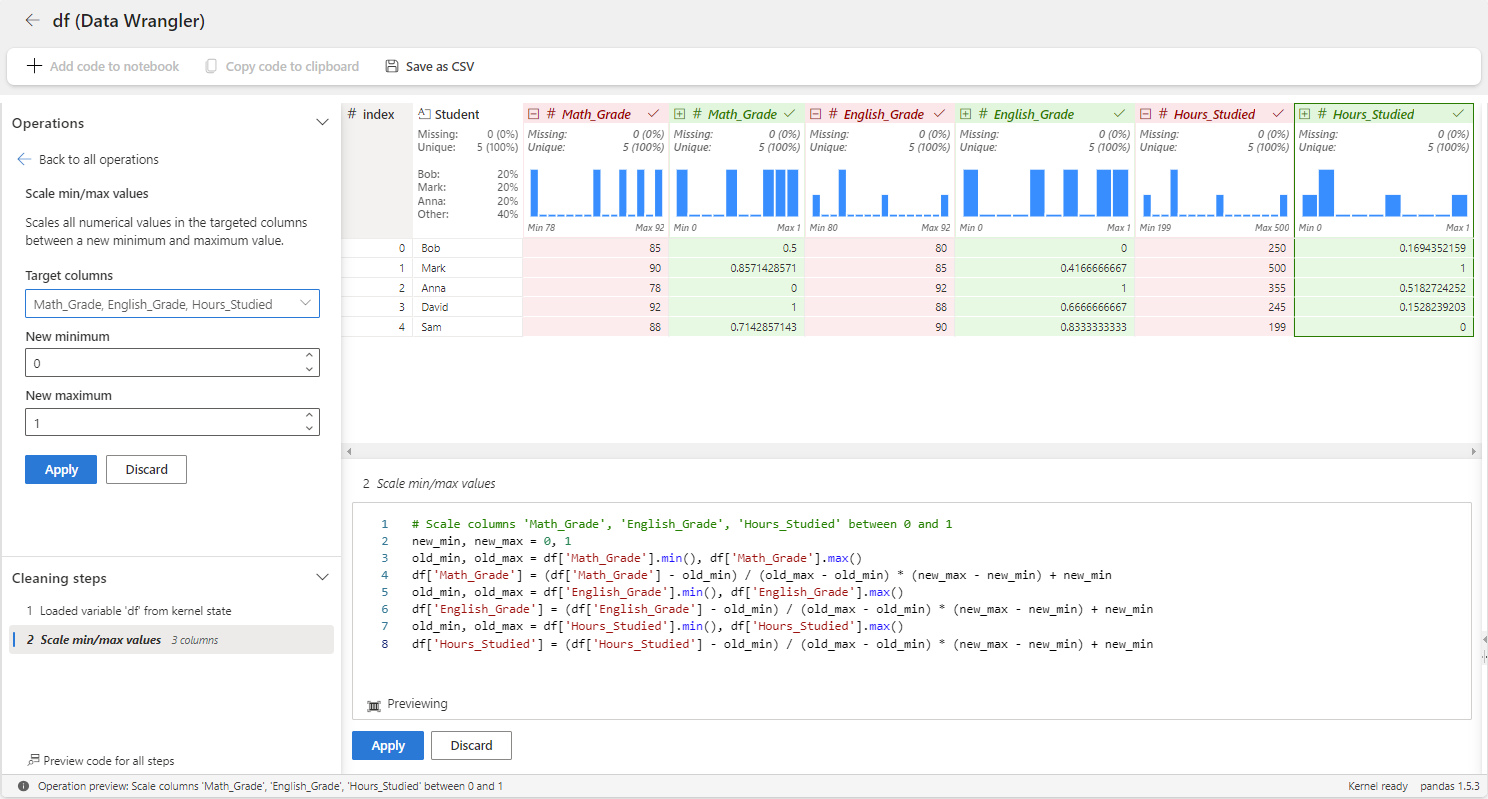 df (Data Wrangler)
Add code to notebook Copy code to clipboard Save as CSV
Operations
Back to all operations
Scale min/max values
Scales all numerical values in the targeted columns
between a new minimum and maximum value.
Target columns
Math_Grade, English_Grade, Hours_Studied
New minimum
0
New maximum
1
Apply Discard
Cleaning steps
1 Loaded variable 'df' from kernel state
2 Scale min/max values 3 columns
Preview code for all steps
# index Student # Math_Grade # Math_Grade # English_Grade # English_Grade # Hours_Studied # Hours_Studied
Missing: 0 (0%) Missing: 0 (0%) Missing: 0 (0%) Missing: 0 (0%) Missing: 0 (0%) Missing: 0 (0%) Missing: 0 (0%)
Unique: 5 (100%) Unique: 5 (100%) Unique: 5 (100%) Unique: 5 (100%) Unique: 5 (100%) Unique: 5 (100%) Unique: 5 (100%)
Bob: 20%
Mark: 20%
Anna: 20%
Other: 40%
Min 78 Max 92 Min 0 Max 1 Min 80 Max 92 Min 0 Max 1 Min 199 Max 500 Min 0 Max 1
0 Bob 85 0.5 80 0 250 0.1694352159
1 Mark 90 0.8571428571 85 0.4166666667 500 1
2 Anna 78 0 92 1 355 0.5182724252
3 David 92 1 88 0.6666666667 245 0.1528239203
4 Sam 88 0.7142857143 90 0.8333333333 199 0
2 Scale min/max values
1 # Scale columns 'Math_Grade', 'English_Grade', 'Hours_Studied' between 0 and 1
2 new_min, new_max = 0, 1
3 old_min, old_max = df['Math_Grade'].min(), df['Math_Grade'].max()
4 df['Math_Grade'] = (df['Math_Grade'] - old_min) / (old_max - old_min) * (new_max - new_min) + new_min
5 old_min, old_max = df['English_Grade'].min(), df['English_Grade'].max()
6 df['English_Grade'] = (df['English_Grade'] - old_min) / (old_max - old_min) * (new_max - new_min) + new_min
7 old_min, old_max = df['Hours_Studied'].min(), df['Hours_Studied'].max()
8 df['Hours_Studied'] = (df['Hours_Studied'] - old_min) / (old_max - old_min) * (new_max - new_min) + new_min
Previewing
Apply Discard
Operation preview: Scale columns 'Math_Grade', 'English_Grade', 'Hours_Studied' between 0 and 1 Kernel ready pandas 1.5.3